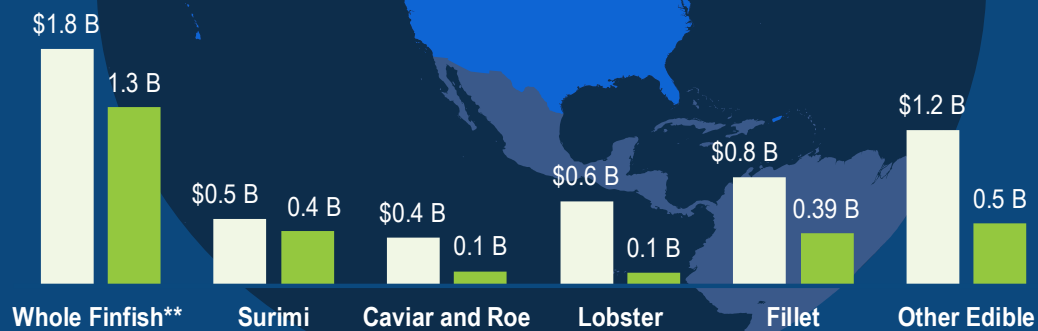 $1.8 B
1.3 B
$0.5 B
0.4 B
$0.4 B
0.1 B
$0.6 B
0.1 B
$0.8 B
0.39 B
$1.2 B
0.5 B
Whole Finfish**
Surimi
Caviar and Roe
Lobster
Fillet
Other Edible